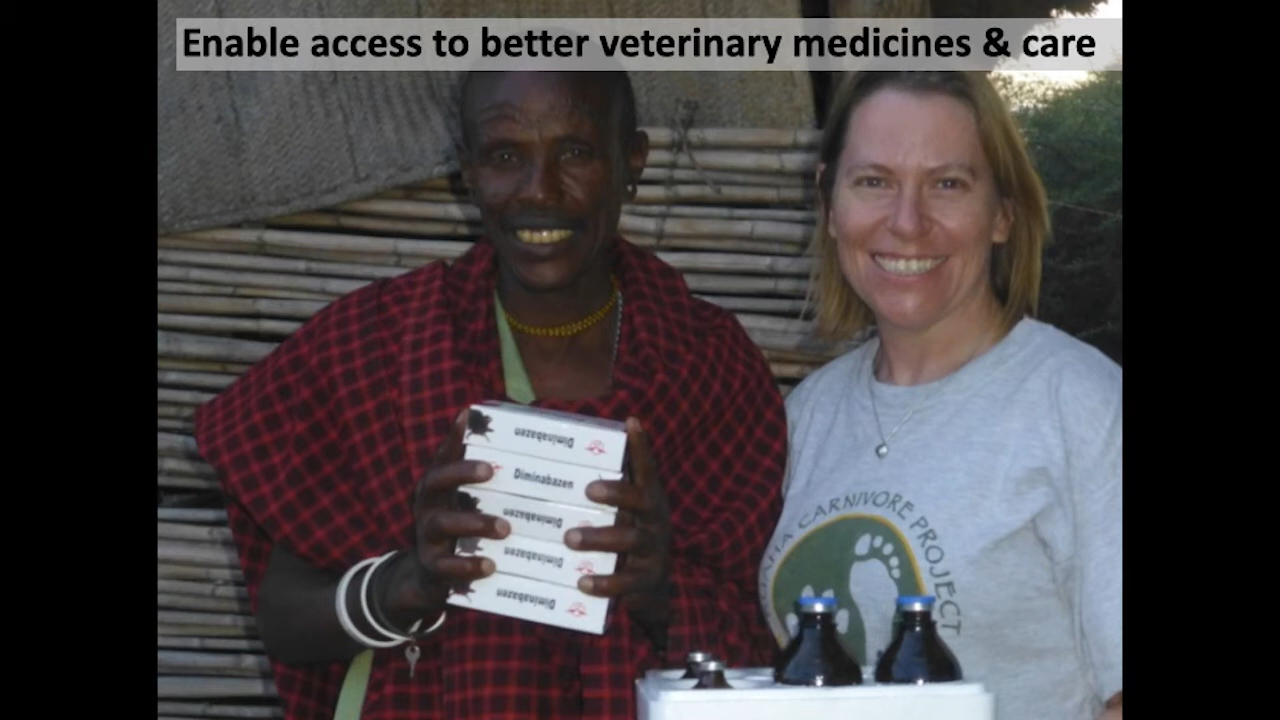 Enable access to better veterinary medicines & care
Diminabazen
Diminabazen
Diminabazen
Diminabazen
Diminabazen
CARNIVORE PROJECT